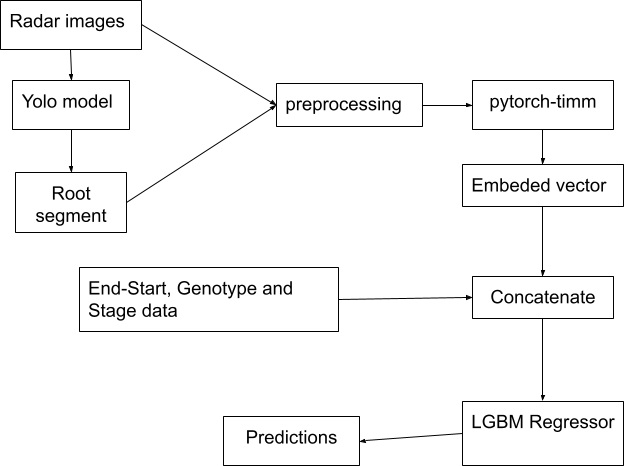 Radar images
Yolo model
Root
segment
preprocessing
pytorch-timm
Embeded vector
End-Start, Genotype and
Stage data
Concatenate
LGBM Regressor
Predictions